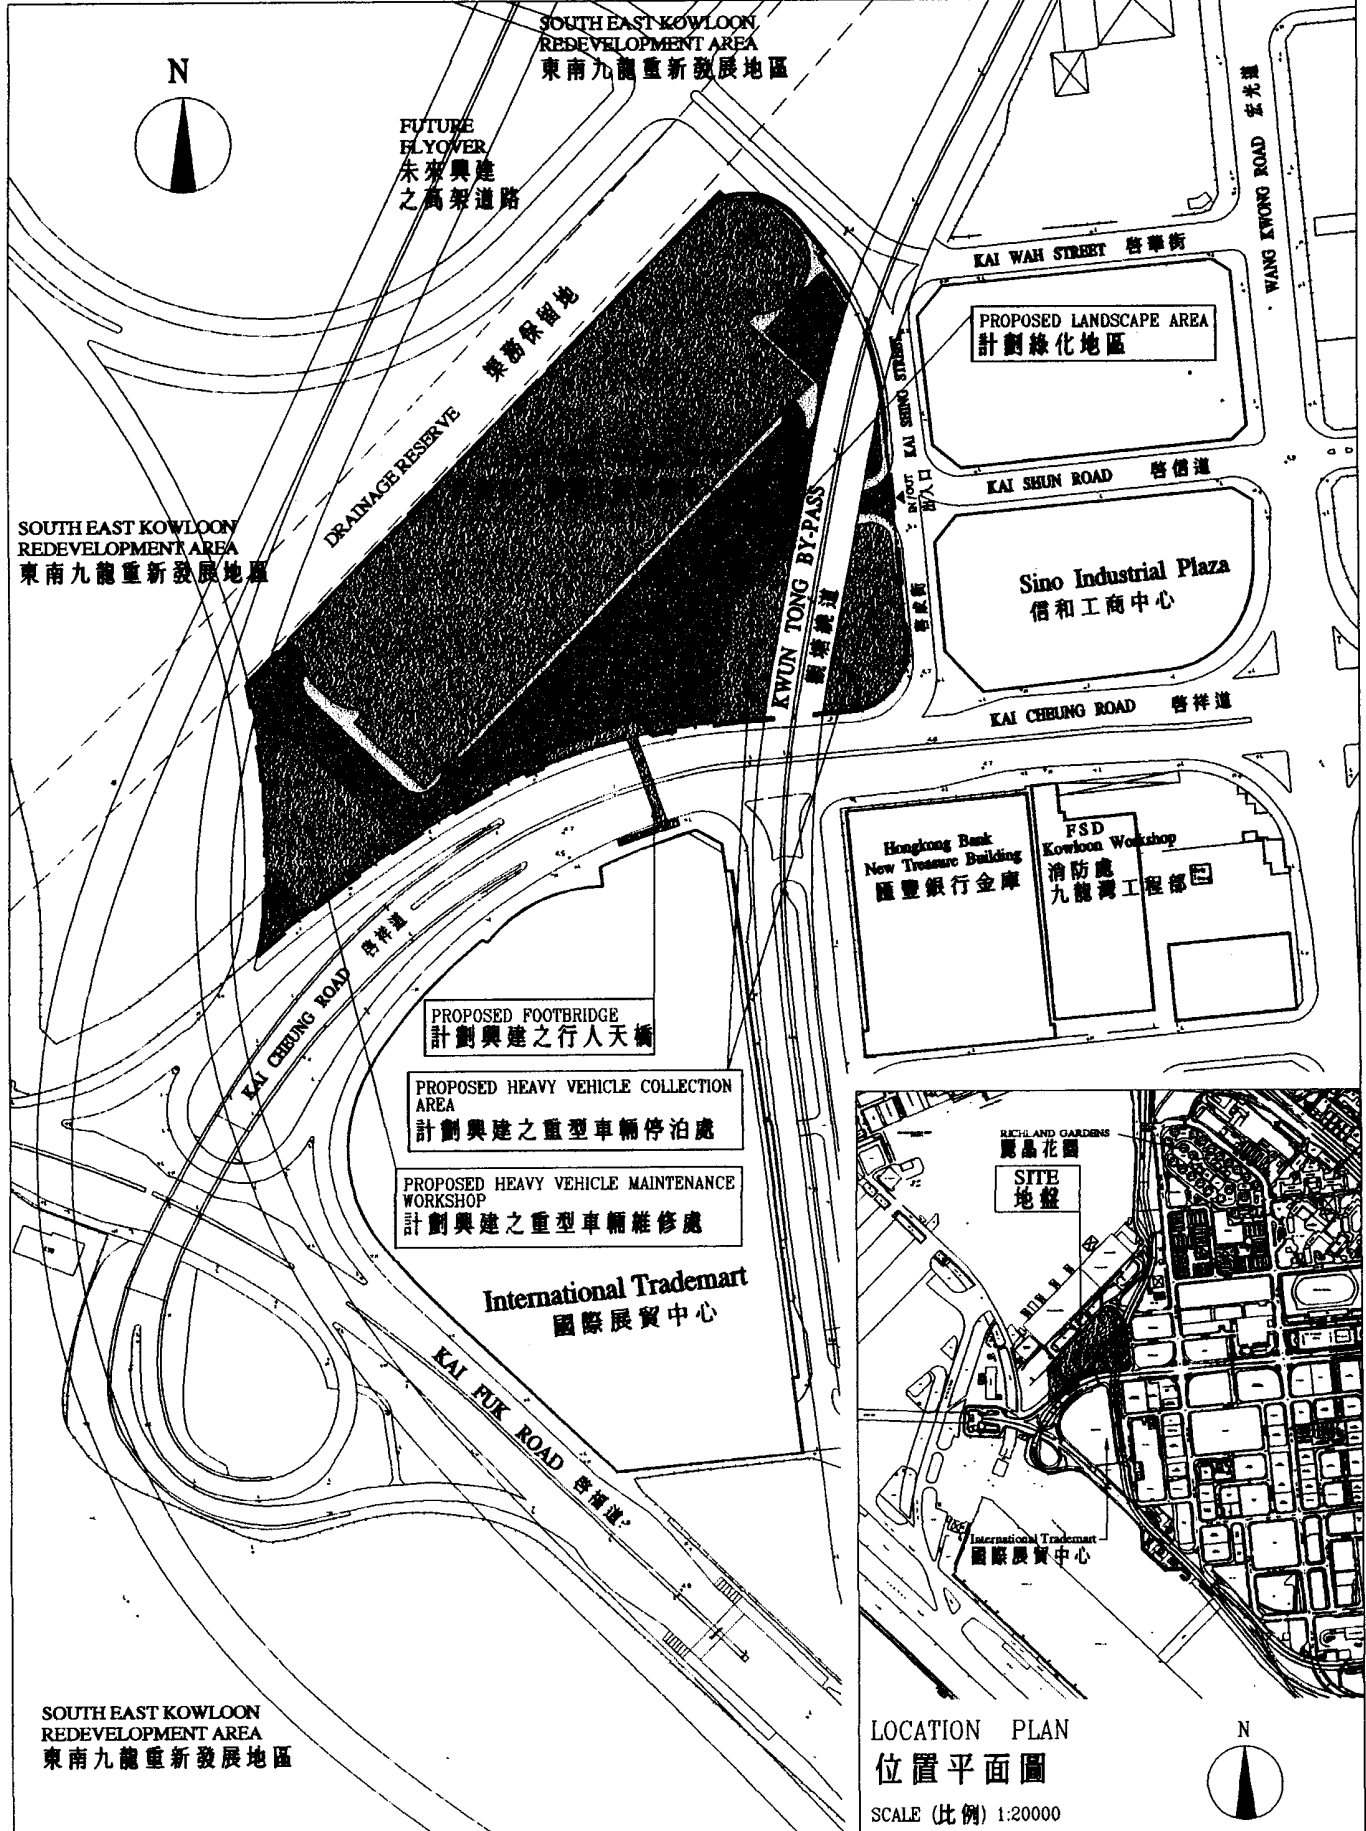 SOUTH EAST KOWLOON
REDEVELOPMENT AREA
東南九龍重新發展地區
N
FUTURE
FLYOVER
未來興建
之高架道路
WANG KWONG ROAD 宏光道
KAI WAH STREET 啓華街
PROPOSED LANDSCAPE AREA
計劃綠化地區
渠務保留地
DRAINAGE RESERVE
KAI SHING STREET
KAI SHUN ROAD 啓信道
IN/OUT
出入口
SOUTH EAST KOWLOON
REDEVELOPMENT AREA
東南九龍重新發展地區
KWUN TONG BY-PASS
觀塘繞道
啓成街
Sino Industrial Plaza
信和工商中心
KAI CHEUNG ROAD 啓祥道
Hongkong Bank
New Treasure Building
匯豐銀行金庫
FSD
Kowloon Workshop
消防處
九龍灣工程部
KAI CHEUNG ROAD 啓祥道
PROPOSED FOOTBRIDGE
計劃興建之行人天橋
PROPOSED HEAVY VEHICLE COLLECTION
AREA
計劃興建之重型車輛停泊處
PROPOSED HEAVY VEHICLE MAINTENANCE
WORKSHOP
計劃興建之重型車輛維修處
International Trademart
國際展貿中心
KAI FUK ROAD 啓福道
RICHLAND GARDENS
麗晶花園
SITE
地盤
International Trademart
國際展貿中心
SOUTH EAST KOWLOON
REDEVELOPMENT AREA
東南九龍重新發展地區
LOCATION PLAN
位置平面圖
SCALE (比例) 1:20000
N